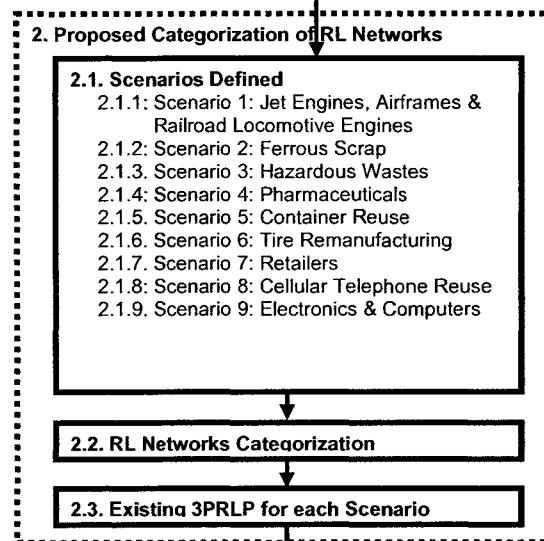 2. Proposed Categorization of RL Networks
2.1. Scenarios Defined
2.1.1: Scenario 1: Jet Engines, Airframes &
Railroad Locomotive Engines
2.1.2: Scenario 2: Ferrous Scrap
2.1.3. Scenario 3: Hazardous Wastes
2.1.4: Scenario 4: Pharmaceuticals
2.1.5. Scenario 5: Container Reuse
2.1.6. Scenario 6: Tire Remanufacturing
2.1.7. Scenario 7: Retailers
2.1.8: Scenario 8: Cellular Telephone Reuse
2.1.9. Scenario 9: Electronics & Computers
2.2. RL Networks Categorization
2.3. Existing 3PRLP for each Scenario